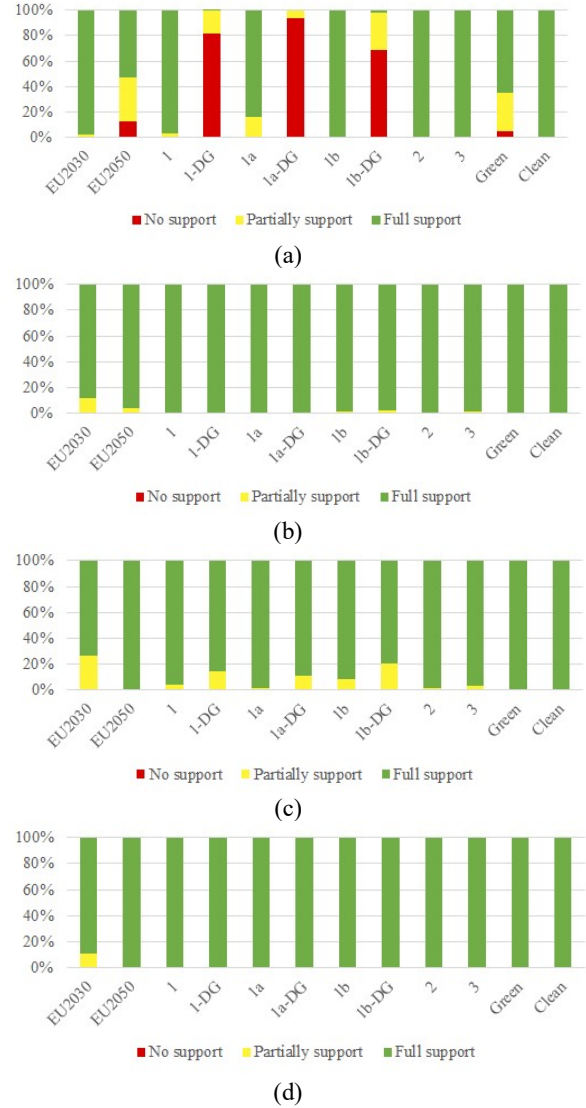 100%
80%
60%
40%
20%
0%
EU2030 EU2050 1 1-DG 1a 1a-DG 1b 1b-DG 2 3 Green Clean
No support Partially support Full support
(a)
100%
80%
60%
40%
20%
0%
EU2030 EU2050 1 1-DG 1a 1a-DG 1b 1b-DG 2 3 Green Clean
No support Partially support Full support
(b)
100%
80%
60%
40%
20%
0%
EU2030 EU2050 1 1-DG 1a 1a-DG 1b 1b-DG 2 3 Green Clean
No support Partially support Full support
(c)
100%
80%
60%
40%
20%
0%
EU2030 EU2050 1 1-DG 1a 1a-DG 1b 1b-DG 2 3 Green Clean
No support Partially support Full support
(d)